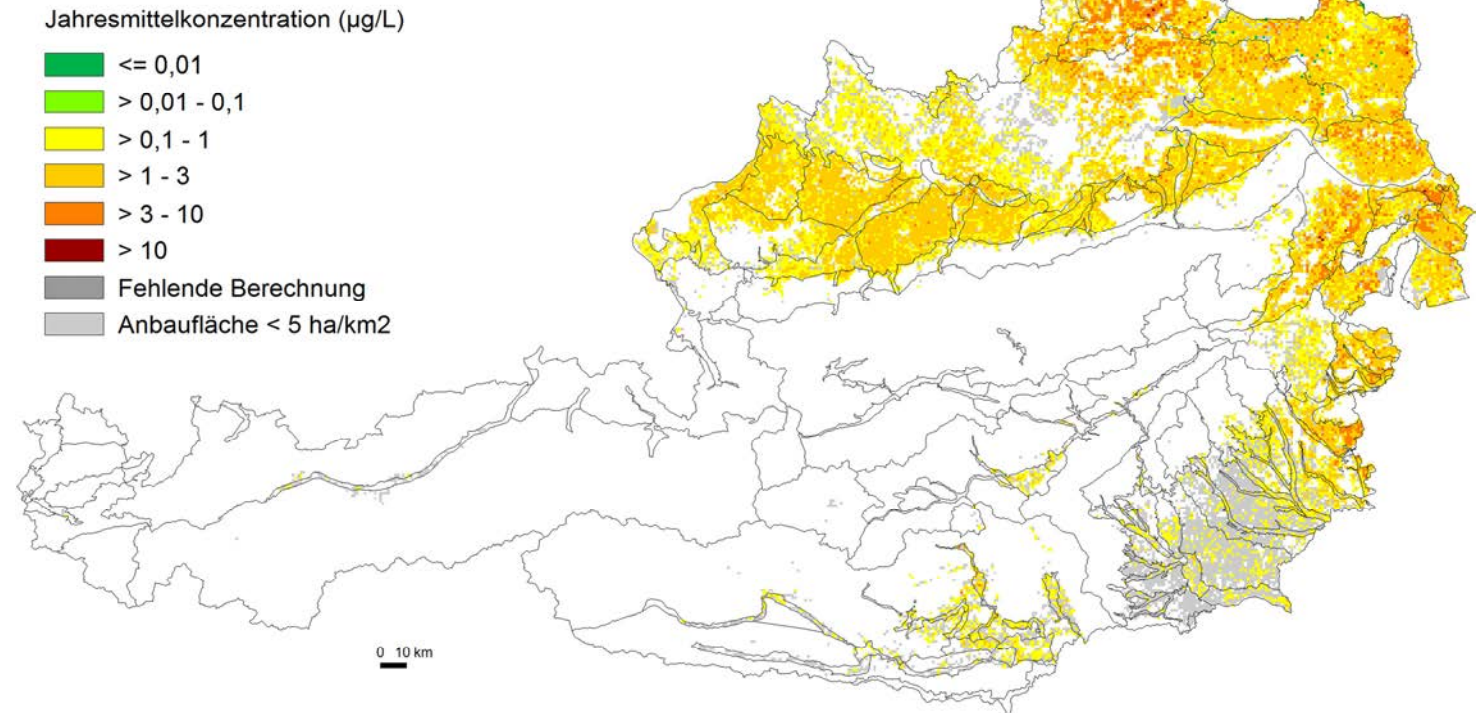 Jahresmittelkonzentration (µg/L)
<= 0,01
> 0,01 - 0,1
> 0,1 - 1
> 1 - 3
> 3 - 10
> 10
Fehlende Berechnung
Anbaufläche < 5 ha/km2
0 10 km